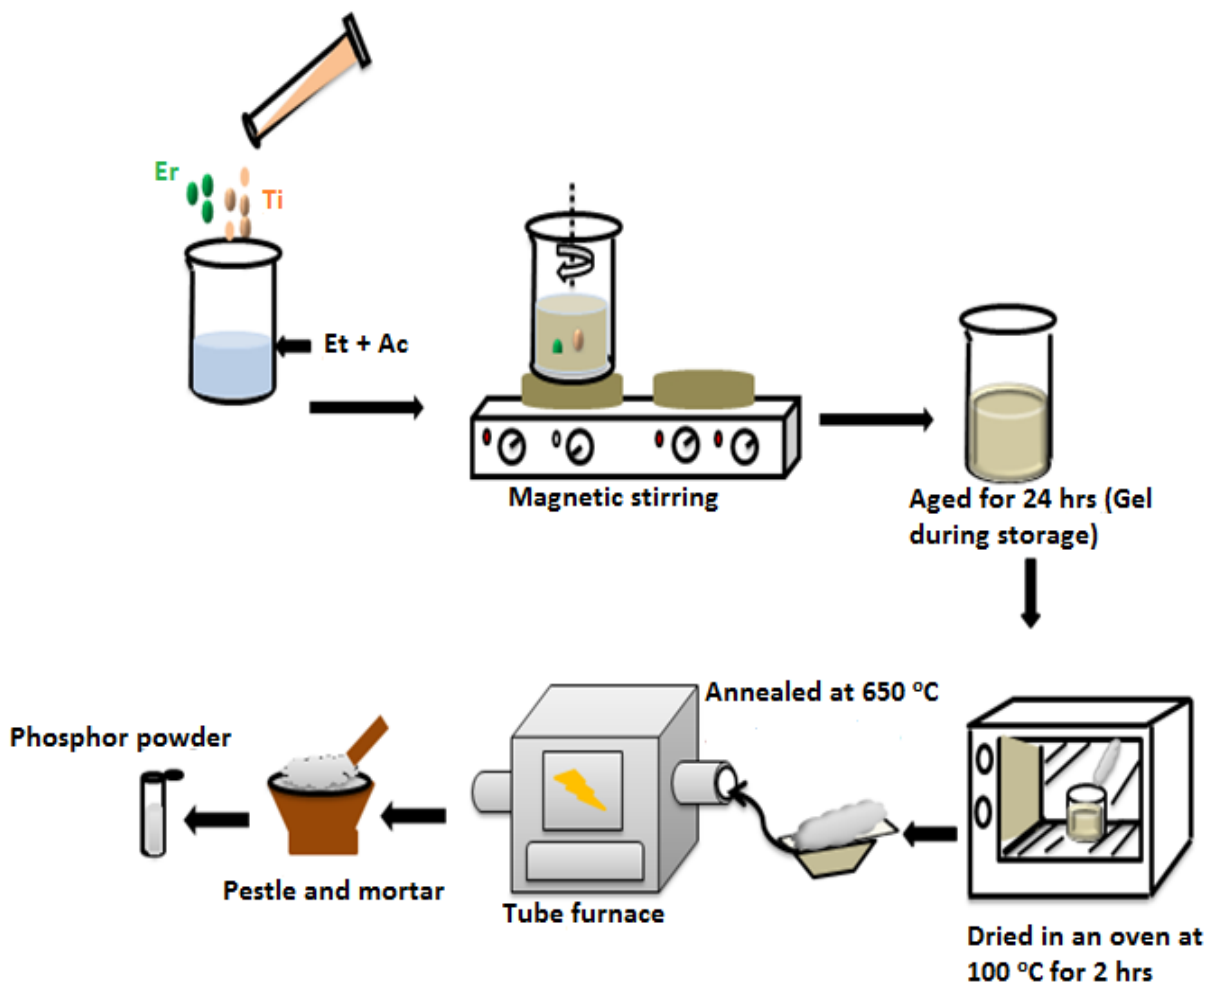 Er
Ti
Et + Ac
Magnetic stirring
Aged for 24 hrs (Gel
during storage)
Dried in an oven at
100 °C for 2 hrs
Annealed at 650 °C
Tube furnace
Pestle and mortar
Phosphor powder